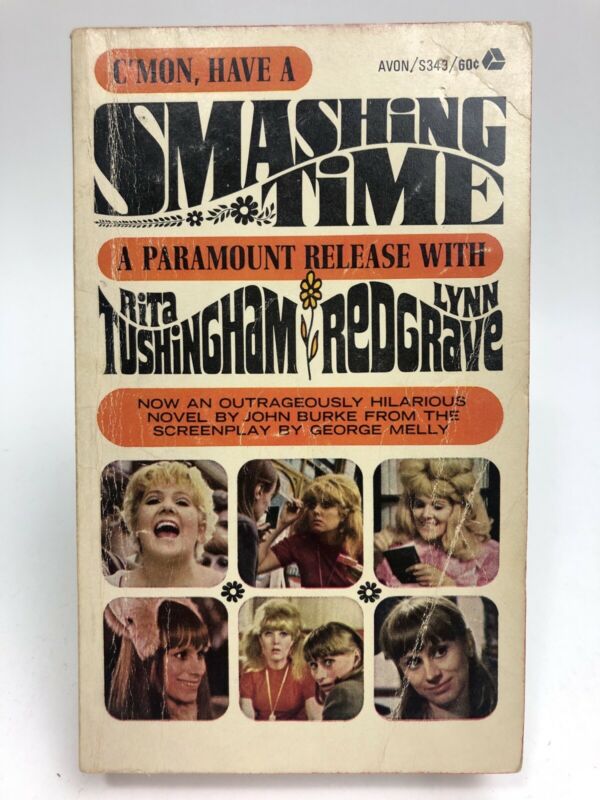 C'MON, HAVE A
AVON/S343/60¢
SMASHiNG
TiME
A PARAMOUNT RELEASE WITH
RiTa
TUSHINGHaM
LYNN
ReDGRaVe
NOW AN OUTRAGEOUSLY HILARIOUS
NOVEL BY JOHN BURKE FROM THE
SCREENPLAY BY GEORGE MELLY